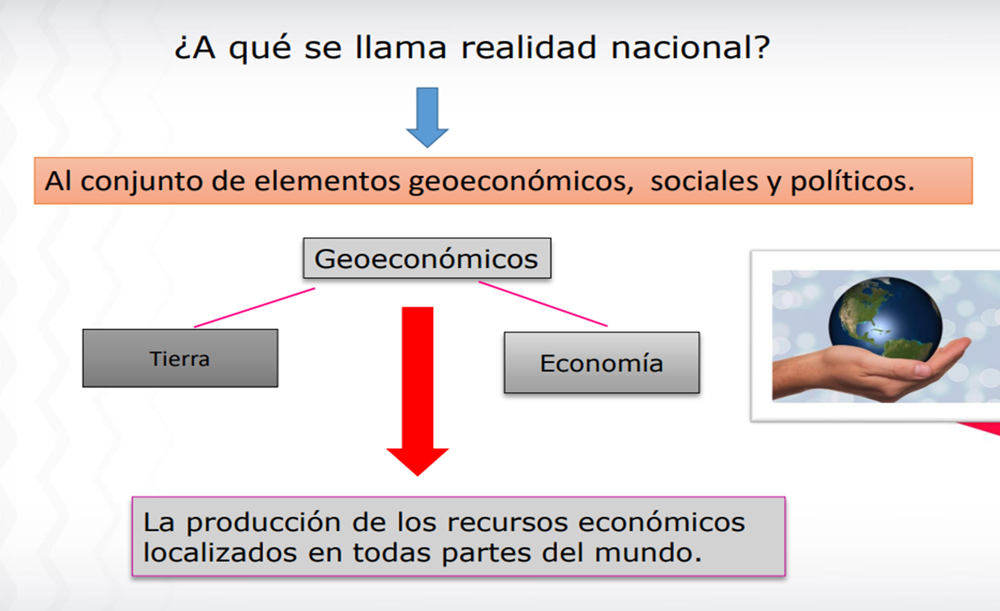 ¿A qué se llama realidad nacional?
Al conjunto de elementos geoeconómicos, sociales y políticos.
Geoeconómicos
Tierra
Economía
La producción de los recursos económicos
localizados en todas partes del mundo.